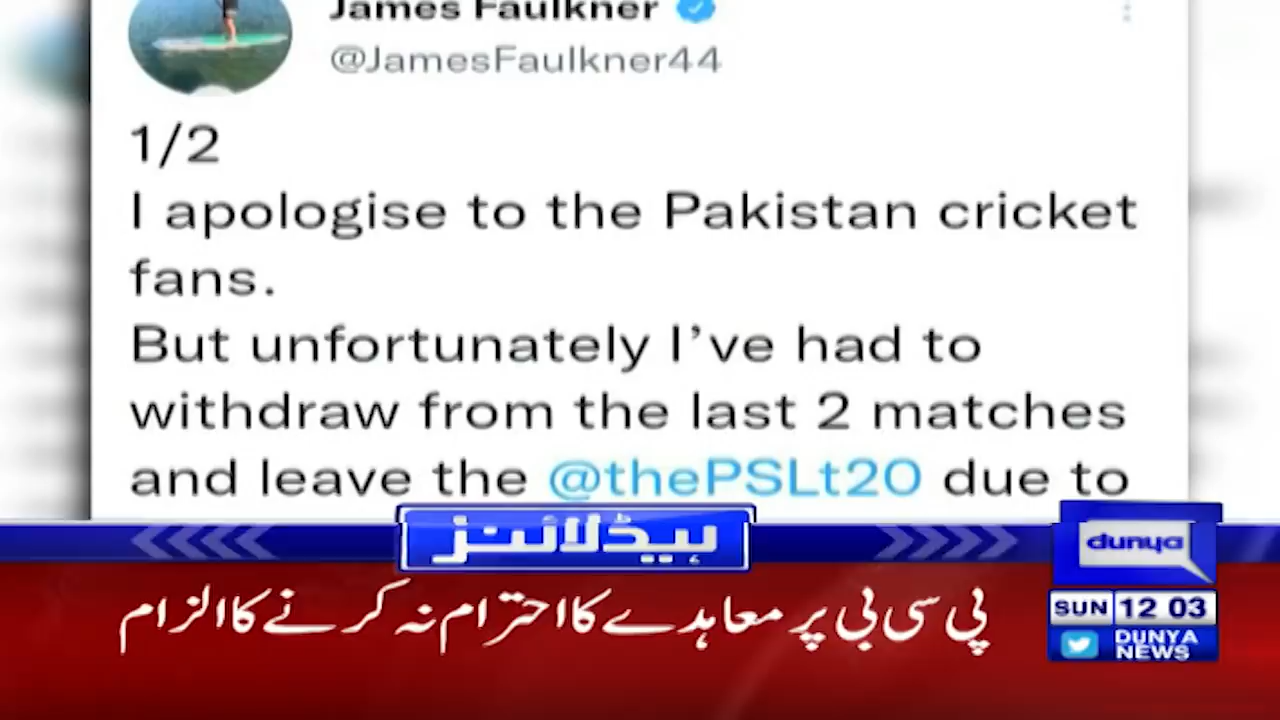 James Faulkner
@JamesFaulkner44
1/2
I apologise to the Pakistan cricket
fans.
But unfortunately I’ve had to
withdraw from the last 2 matches
and leave the @thePSLt20 due to
ہیڈلائنز
dunya
پی سی بی پر معاہدے کا احترام نہ کرنے کا الزام
SUN 12 03
DUNYA
NEWS